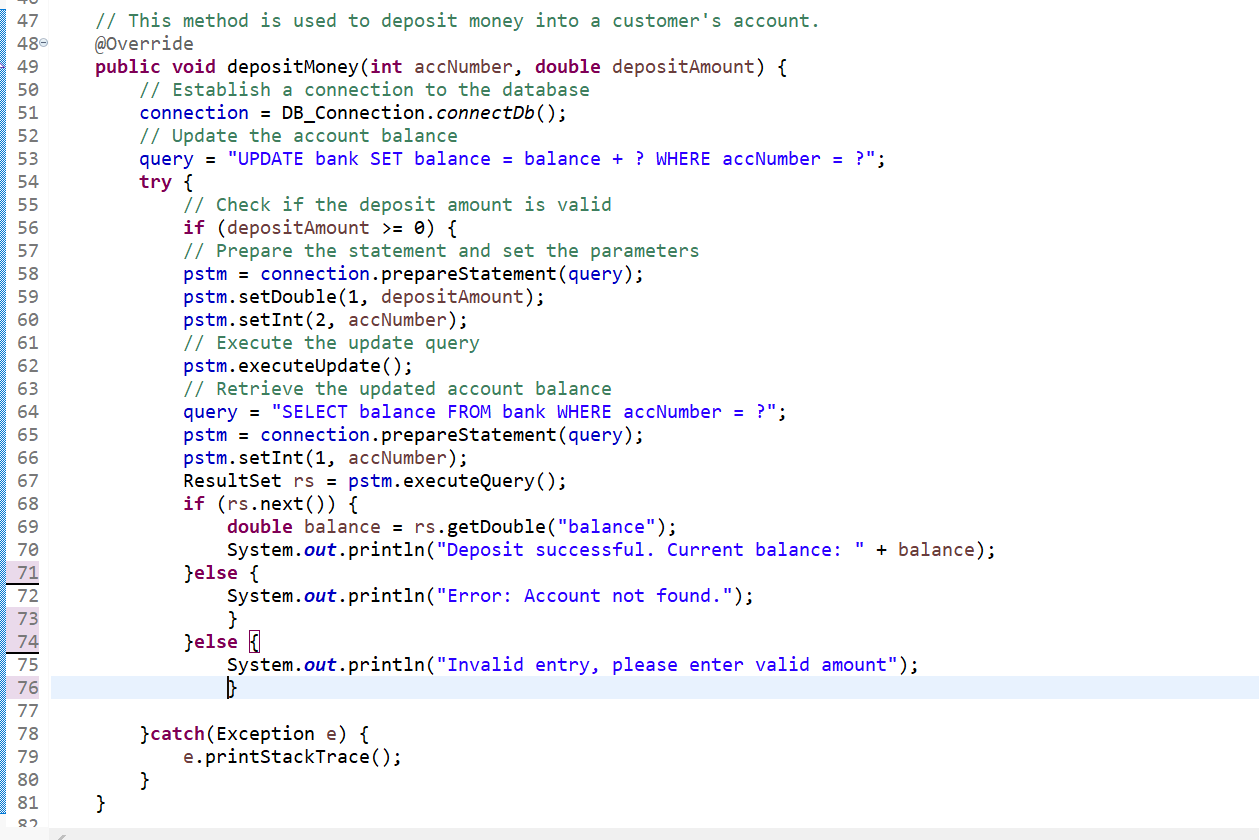 46
47 // This method is used to deposit money into a customer's account.
48 @Override
49 public void depositMoney(int accNumber, double depositAmount) {
50 // Establish a connection to the database
51 connection = DB_Connection.connectDb();
52 // Update the account balance
53 query = "UPDATE bank SET balance = balance + ? WHERE accNumber = ?";
54 try {
55 // Check if the deposit amount is valid
56 if (depositAmount >= 0) {
57 // Prepare the statement and set the parameters
58 pstm = connection.prepareStatement(query);
59 pstm.setDouble(1, depositAmount);
60 pstm.setInt(2, accNumber);
61 // Execute the update query
62 pstm.executeUpdate();
63 // Retrieve the updated account balance
64 query = "SELECT balance FROM bank WHERE accNumber = ?";
65 pstm = connection.prepareStatement(query);
66 pstm.setInt(1, accNumber);
67 ResultSet rs = pstm.executeQuery();
68 if (rs.next()) {
69 double balance = rs.getDouble("balance");
70 System.out.println("Deposit successful. Current balance: " + balance);
71 }else {
72 System.out.println("Error: Account not found.");
73 }
74 }else {
75 System.out.println("Invalid entry, please enter valid amount");
76 }
77
78 }catch(Exception e) {
79 e.printStackTrace();
80 }
81 }
82